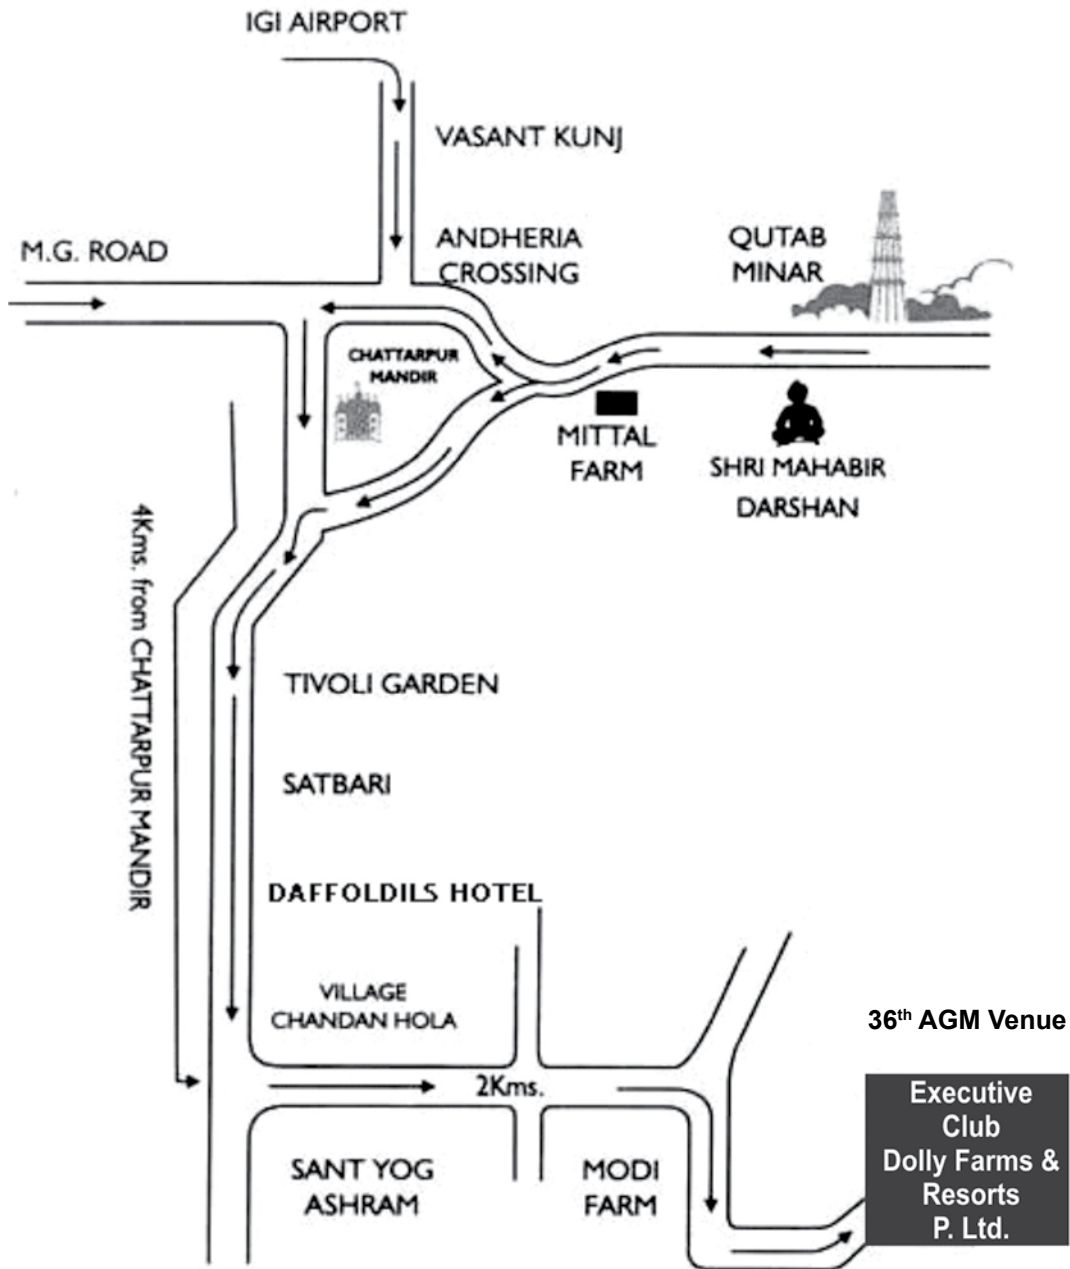 IGI AIRPORT
VASANT KUNJ
M.G. ROAD
ANDHERIA
CROSSING
QUTAB
MINAR
CHATTARPUR
MANDIR
MITTAL
FARM
SHRI MAHABIR
DARSHAN
4Kms. from CHATTARPUR MANDIR
TIVOLI GARDEN
SATBARI
DAFFOLDILS HOTEL
VILLAGE
CHANDAN HOLA
36th AGM Venue
2Kms.
Executive
Club
Dolly Farms &
Resorts
P. Ltd.
SANT YOG
ASHRAM
MODI
FARM